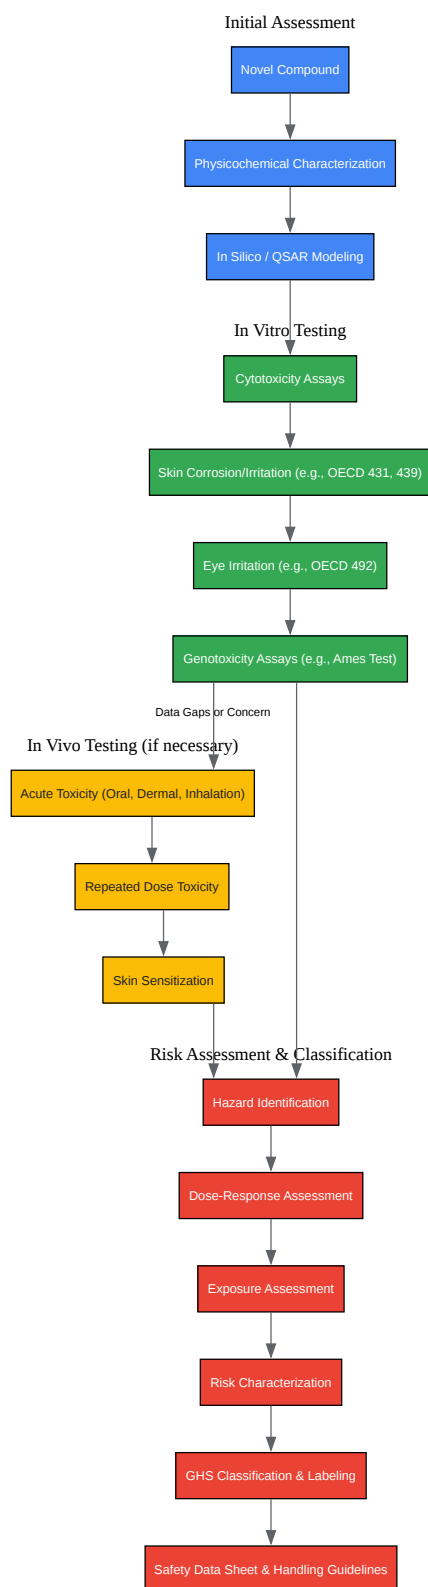 Initial Assessment
Novel Compound
Physicochemical Characterization
In Silico / QSAR Modeling
In Vitro Testing
Cytotoxicity Assays
Skin Corrosion/Irritation (e.g., OECD 431, 439)
Eye Irritation (e.g., OECD 492)
Genotoxicity Assays (e.g., Ames Test)
Data Gaps or Concern
In Vivo Testing (if necessary)
Acute Toxicity (Oral, Dermal, Inhalation)
Repeated Dose Toxicity
Skin Sensitization
Risk Assessment & Classification
Hazard Identification
Dose-Response Assessment
Exposure Assessment
Risk Characterization
GHS Classification & Labeling
Safety Data Sheet & Handling Guidelines